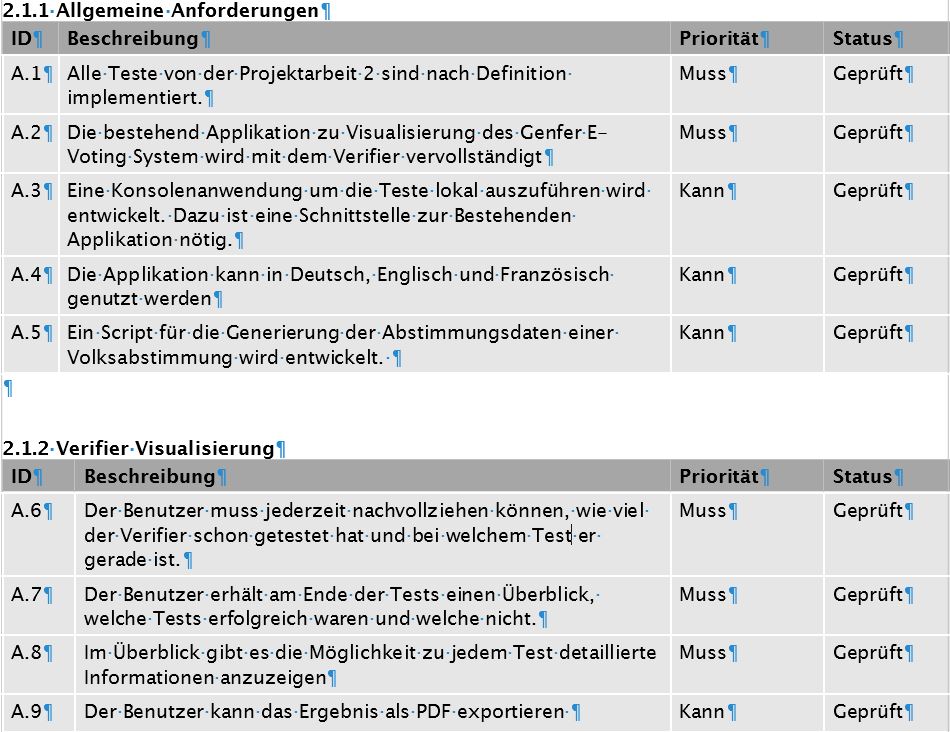 2.1.1 Allgemeine Anforderungen¶
ID¶ Beschreibung¶ Priorität¶ Status¶
A.1¶ Alle Teste von der Projektarbeit 2 sind nach Definition Muss¶ Geprüft¶
implementiert.¶
A.2¶ Die bestehend Applikation zu Visualisierung des Genfer E- Muss¶ Geprüft¶
Voting System wird mit dem Verifier vervollständigt¶
A.3¶ Eine Konsolenanwendung um die Teste lokal auszuführen wird Kann¶ Geprüft¶
entwickelt. Dazu ist eine Schnittstelle zur Bestehenden
Applikation nötig.¶
A.4¶ Die Applikation kann in Deutsch, Englisch und Französisch Kann¶ Geprüft¶
genutzt werden¶
A.5¶ Ein Script für die Generierung der Abstimmungsdaten einer Kann¶ Geprüft¶
Volksabstimmung wird entwickelt. ¶
¶
2.1.2 Verifier Visualisierung¶
ID¶ Beschreibung¶ Priorität¶ Status¶
A.6¶ Der Benutzer muss jederzeit nachvollziehen können, wie viel Muss¶ Geprüft¶
der Verifier schon getestet hat und bei welchem Test er
gerade ist.¶
A.7¶ Der Benutzer erhält am Ende der Tests einen Überblick, Muss¶ Geprüft¶
welche Tests erfolgreich waren und welche nicht.¶
A.8¶ Im Überblick gibt es die Möglichkeit zu jedem Test detaillierte Muss¶ Geprüft¶
Informationen anzuzeigen¶
A.9¶ Der Benutzer kann das Ergebnis als PDF exportieren ¶ Kann¶ Geprüft¶